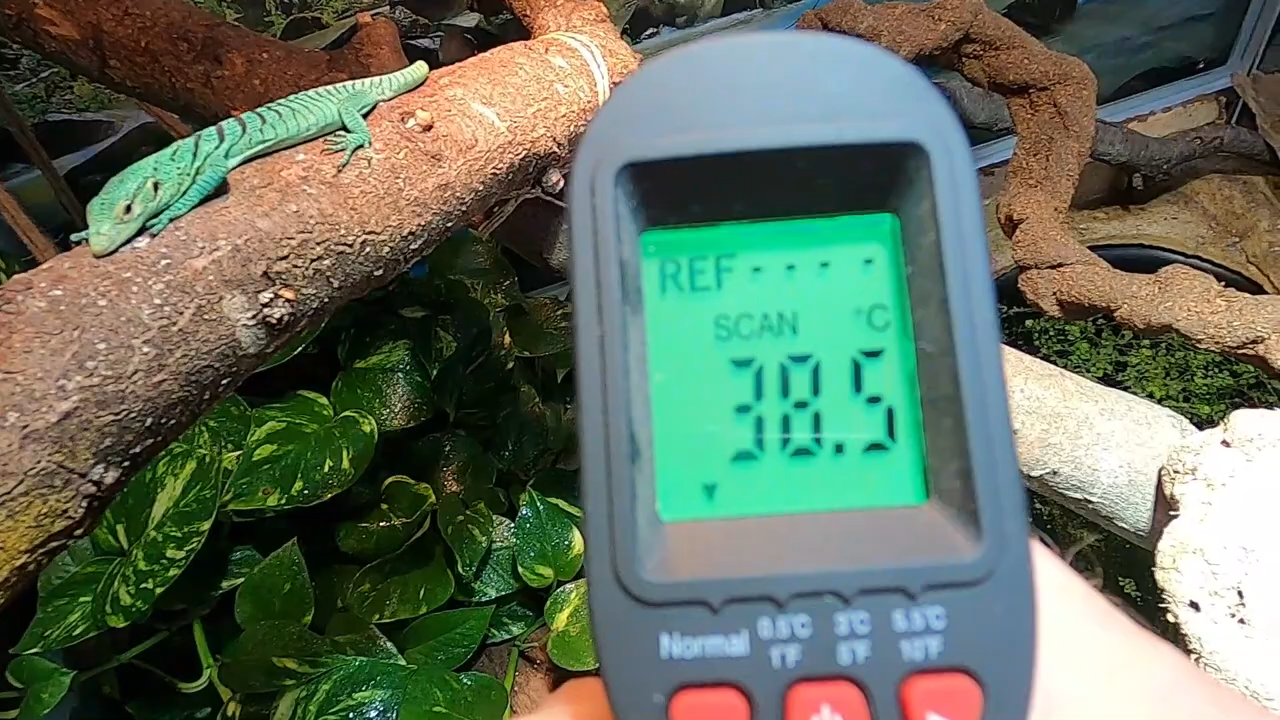 REF - - - -
SCAN °C
38.5
Normal 0.5°C 3°C 5.5°C
1°F 5°F 10°F